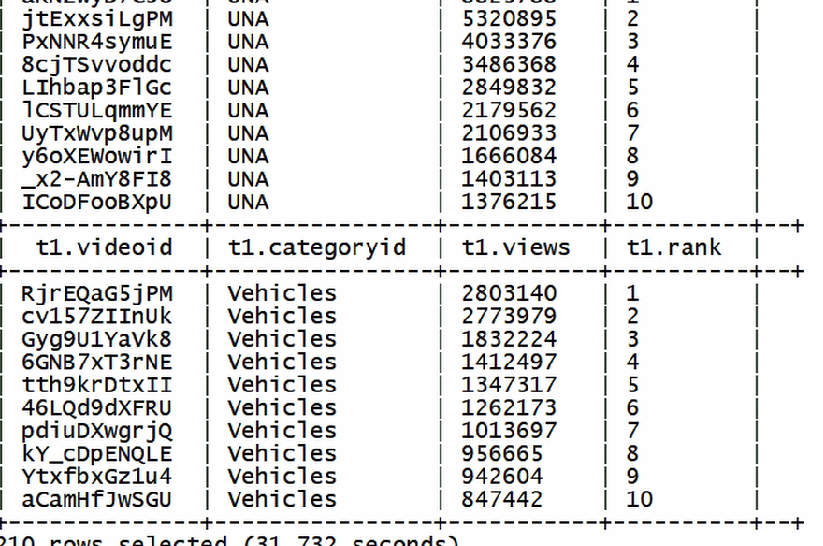 | jtExxsiLgPM | UNA | 5320895 | 2 |
| PxNNR4symuE | UNA | 4033376 | 3 |
| 8cjTSvvoddc | UNA | 3486368 | 4 |
| LIhbap3FlGc | UNA | 2849832 | 5 |
| lCSTULqmmYE | UNA | 2179562 | 6 |
| UyTxWvp8upM | UNA | 2106933 | 7 |
| y6oXEWowirI | UNA | 1666084 | 8 |
| _x2-AmY8FI8 | UNA | 1403113 | 9 |
| ICoDFooBXpU | UNA | 1376215 | 10 |
| t1.videoid | t1.categoryid | t1.views | t1.rank |
| RjrEQaG5jPM | Vehicles | 2803140 | 1 |
| cv157ZIInUk | Vehicles | 2773979 | 2 |
| Gyg9U1YaVk8 | Vehicles | 1832224 | 3 |
| 6GNB7xT3rNE | Vehicles | 1412497 | 4 |
| tth9krDtxII | Vehicles | 1347317 | 5 |
| 46LQd9dXFRU | Vehicles | 1262173 | 6 |
| pdiuDXwgrjQ | Vehicles | 1013697 | 7 |
| kY_cDpENQLE | Vehicles | 956665 | 8 |
| YtxfbxGz1u4 | Vehicles | 942604 | 9 |
| aCamHfJwSGU | Vehicles | 847442 | 10 |
210 rows selected (31.732 seconds)